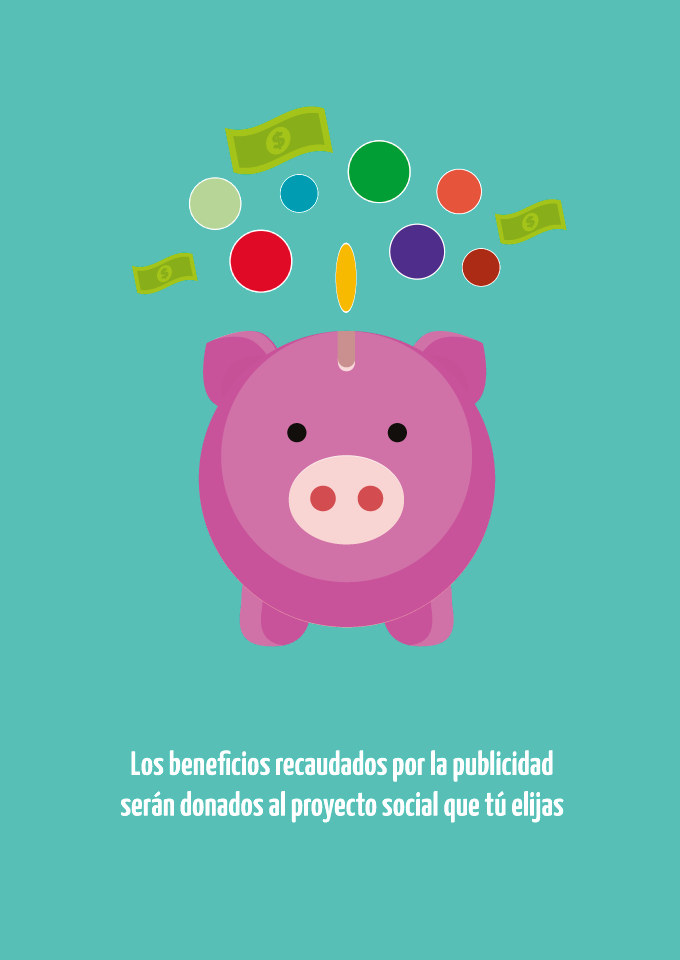 $
$
$
Los beneficios recaudados por la publicidad
serán donados al proyecto social que tú elijas